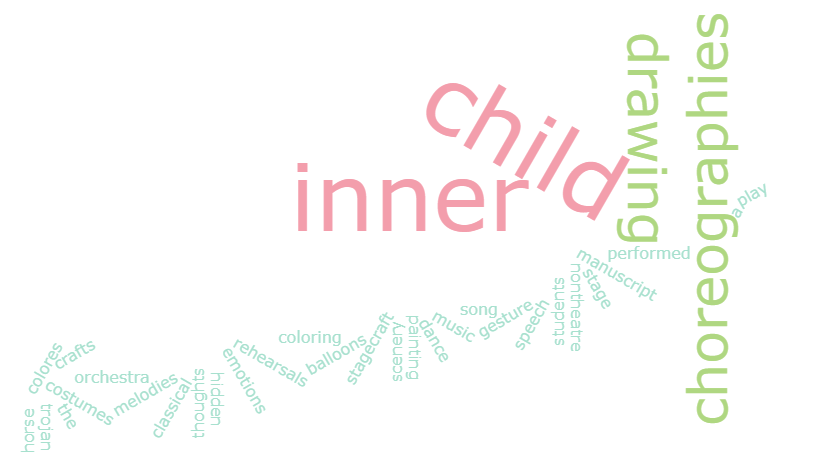 choreographies
drawing
child
inner
a
play
performed
manuscript
stage
nontheatre
students
speech
gesture
song
music
dance
painting
scenery
stagecraft
balloons
coloring
rehearsals
emotions
hidden
thoughts
classical
melodies
orchestra
costumes
crafts
colores
the
trojan
horse